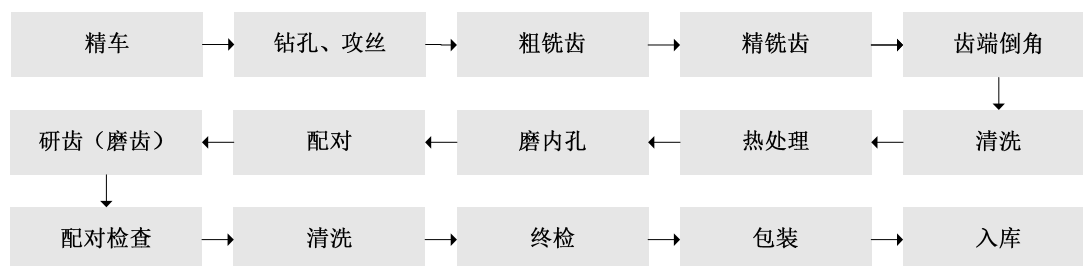 精车
钻孔、攻丝
粗铣齿
精铣齿
齿端倒角
清洗
热处理
磨内孔
配对
研齿（磨齿）
配对检查
清洗
终检
包装
入库